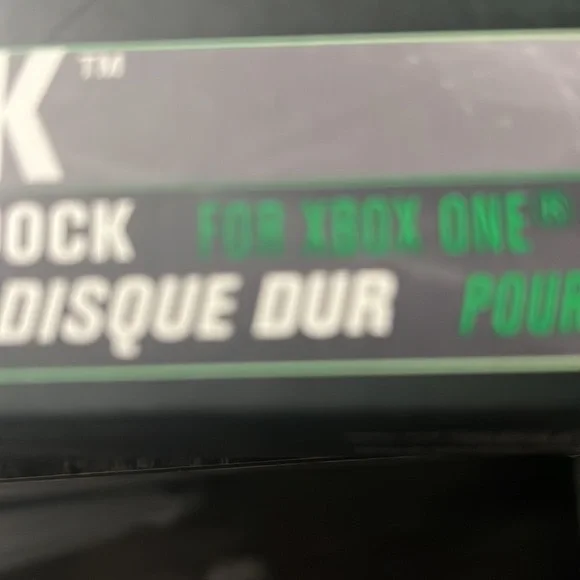 K™
OCK FOR XBOX ONE®
DISQUE DUR POUR